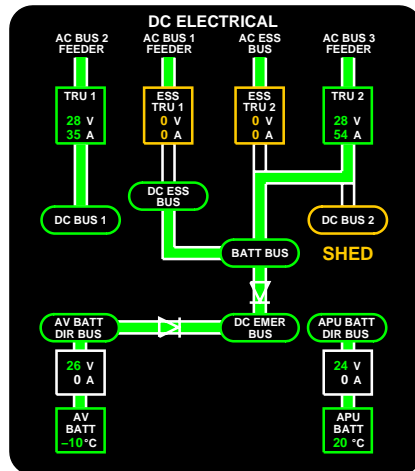 DC ELECTRICAL
AC BUS 2 FEEDER
AC BUS 1 FEEDER
AC ESS BUS
AC BUS 3 FEEDER
TRU 1
28 V
35 A
ESS TRU 1
0 V
0 A
ESS TRU 2
0 V
0 A
TRU 2
28 V
54 A
DC BUS 1
DC ESS BUS
DC BUS 2
SHED
BATT BUS
AV BATT DIR BUS
DC EMER BUS
APU BATT DIR BUS
26 V
0 A
24 V
0 A
AV BATT
–10 °C
APU BATT
20 °C